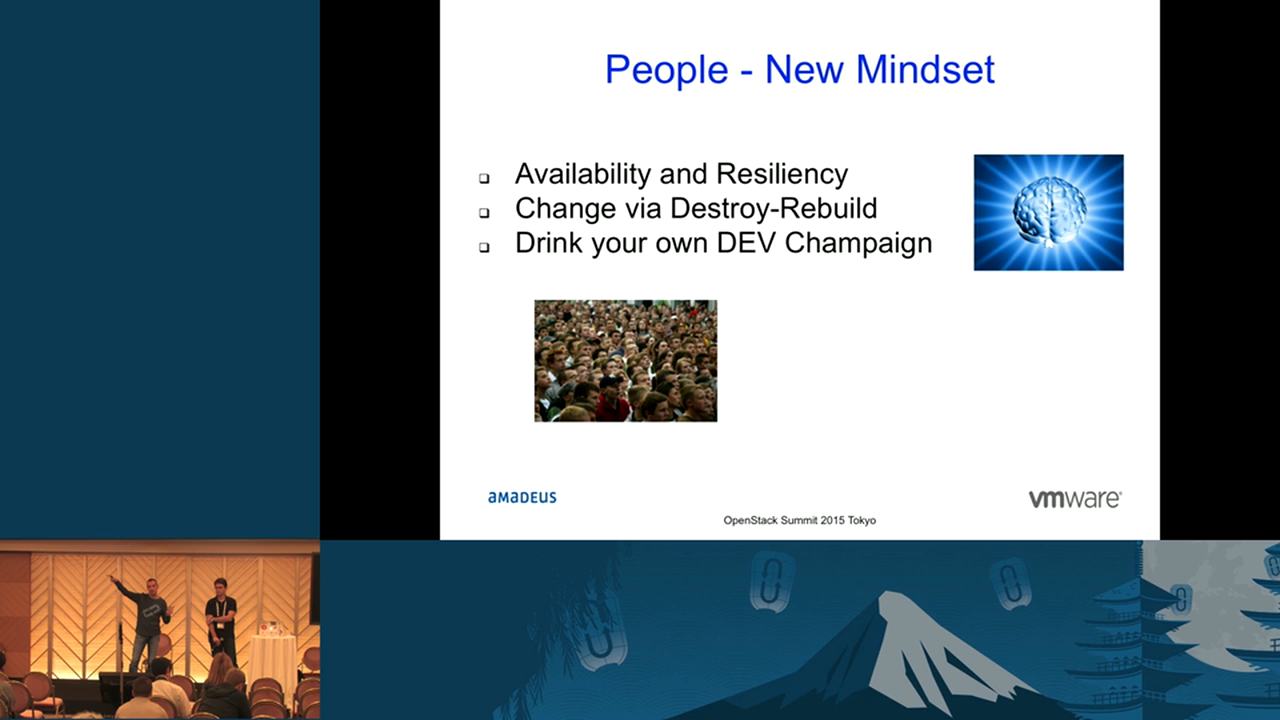 People - New Mindset
Availability and Resiliency
Change via Destroy-Rebuild
Drink your own DEV Champaign
amadeus
vmware
OpenStack Summit 2015 Tokyo